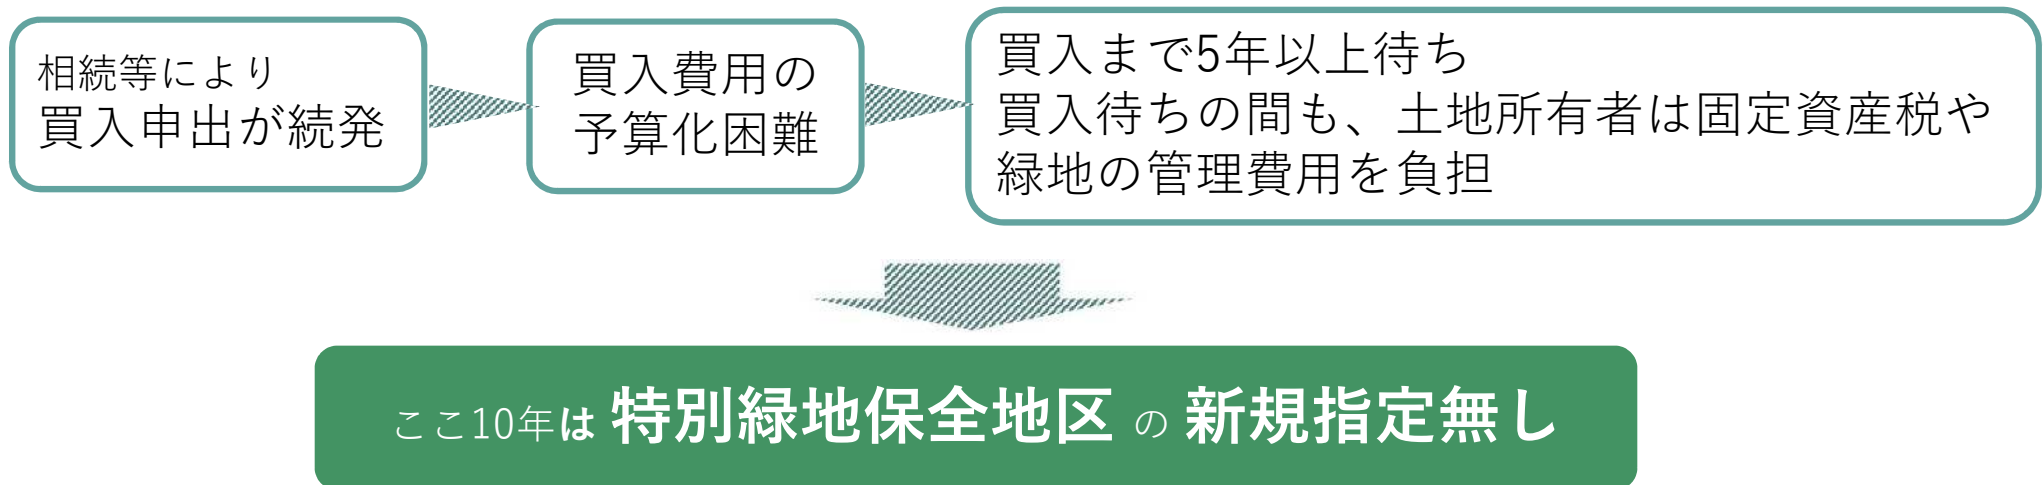 相続等により
買入申出が続発
買入費用の
予算化困難
買入まで5年以上待ち
買入待ちの間も、土地所有者は固定資産税や
緑地の管理費用を負担
ここ10年は 特別緑地保全地区 の 新規指定無し